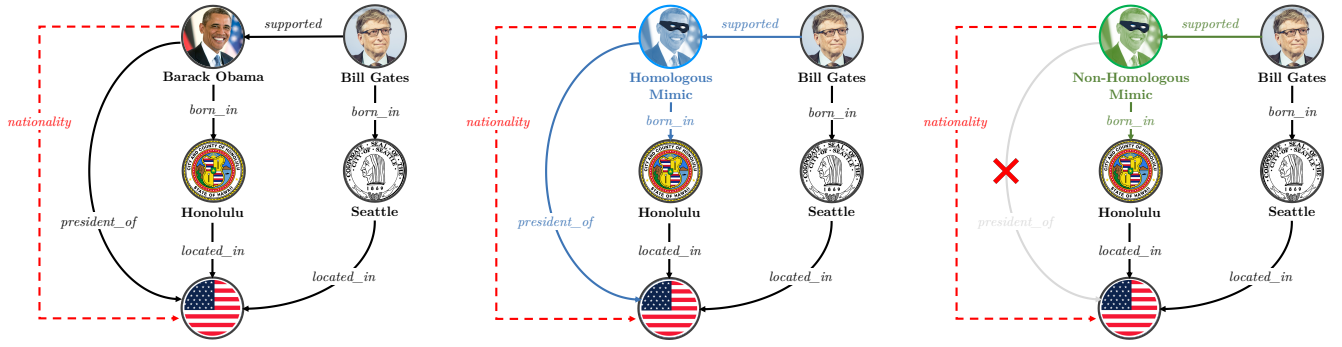 supported
Barack Obama
Bill Gates
born_in
born_in
nationality
Honolulu
Seattle
president_of
located_in
located_in
supported
Homologous
Mimic
Bill Gates
born_in
born_in
nationality
Honolulu
Seattle
president_of
located_in
located_in
supported
Non-Homologous
Mimic
Bill Gates
born_in
born_in
nationality
Honolulu
Seattle
president_of
located_in
located_in